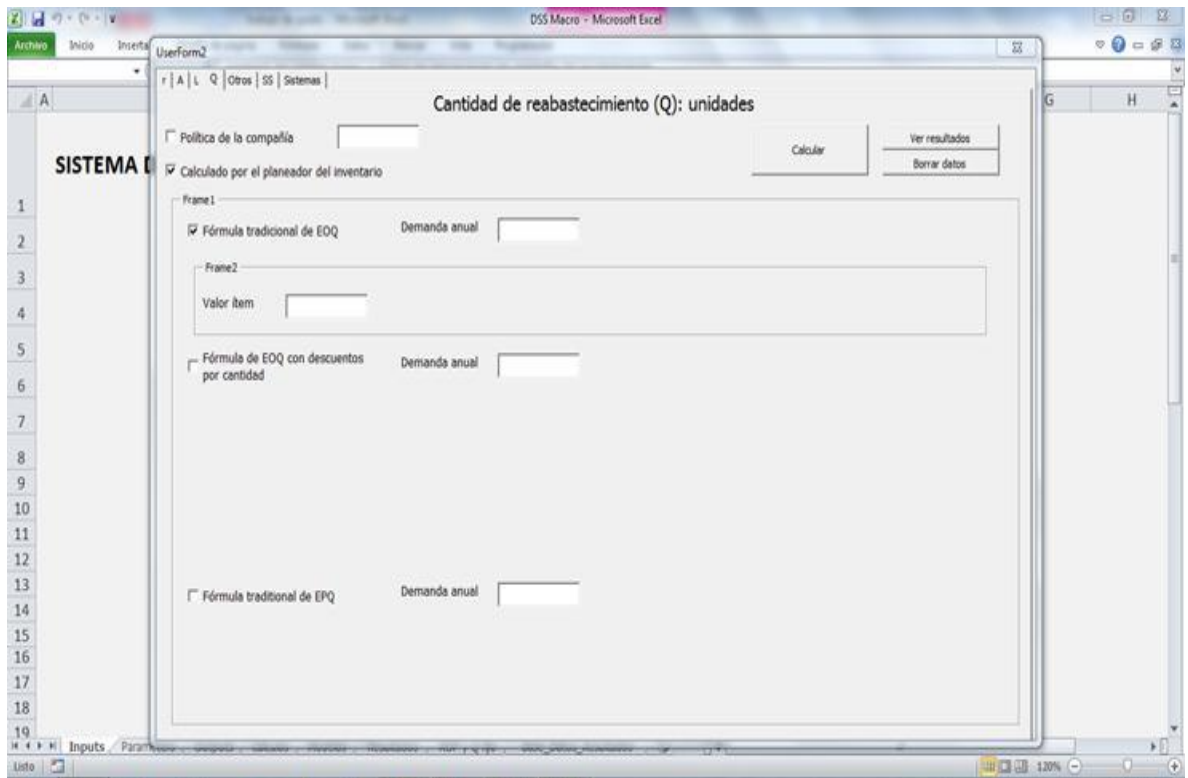 DSS Macro - Microsoft Excel
Archivo Inicio
UserForm2
r A L Q Otros SS Sistemas
A G H
Cantidad de reabastecimiento (Q): unidades
Política de la compañía
Calcular
Ver resultados
Borrar datos
SISTEMA
Calculado por el planeador del inventario
Frame1
Fórmula tradicional de EOQ Demanda anual
Frame2
Valor ítem
Fórmula de EOQ con descuentos
por cantidad
Demanda anual
Fórmula traditional de EPQ Demanda anual
1
2
3
4
5
6
7
8
9
10
11
12
13
14
15
16
17
18
19
Inputs
Listo 120%